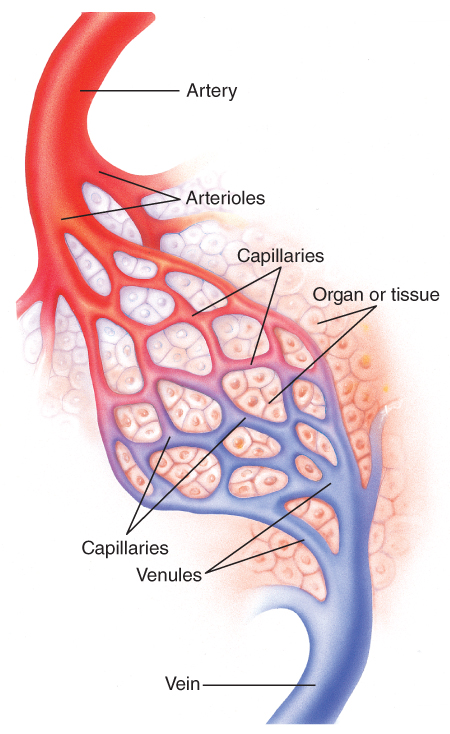 Artery
Arterioles
Capillaries
Organ or tissue
Capillaries
Venules
Vein